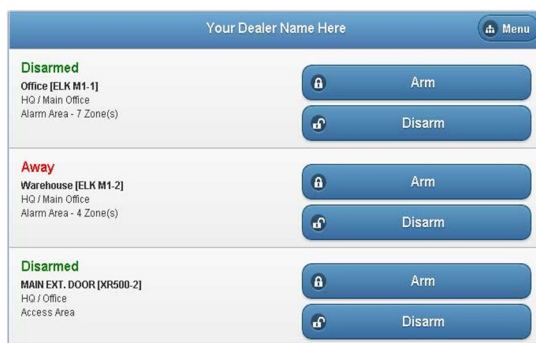 Your Dealer Name Here
Menu
Disarmed
Office [ELK M1-1]
HQ / Main Office
Alarm Area - 7 Zone(s)
Arm
Disarm
Away
Warehouse [ELK M1-2]
HQ / Main Office
Alarm Area - 4 Zone(s)
Arm
Disarm
Disarmed
MAIN EXT. DOOR [XR500-2]
HQ / Office
Access Area
Arm
Disarm